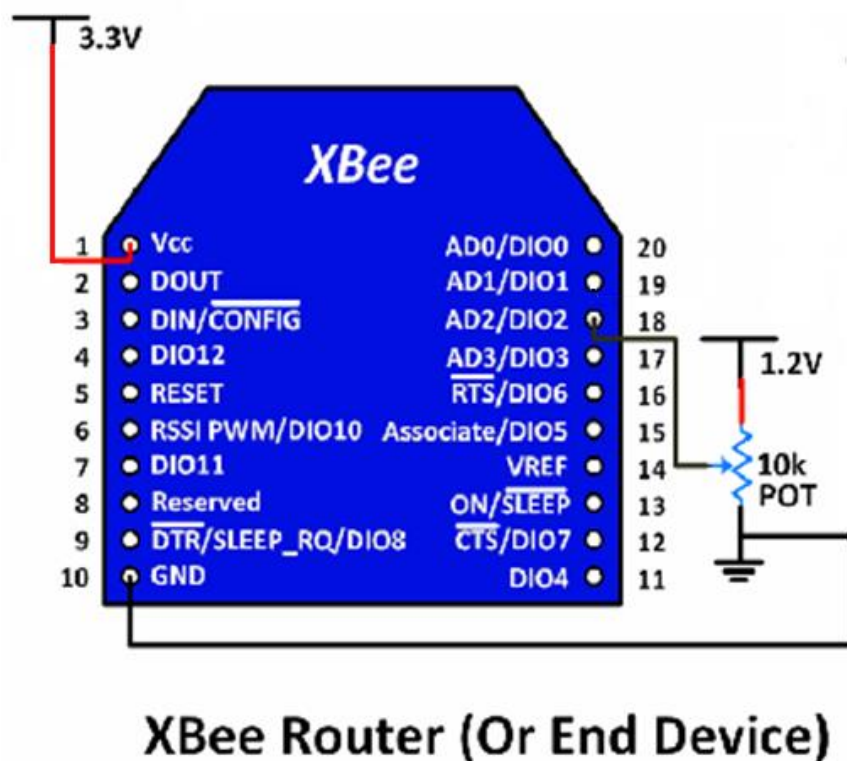 3.3V
XBee
1 Vcc AD0/DIO0 20
2 DOUT AD1/DIO1 19
3 DIN/CONFIG AD2/DIO2 18
4 DIO12 AD3/DIO3 17
5 RESET RTS/DIO6 16
6 RSSI PWM/DIO10 Associate/DIO5 15
7 DIO11 VREF 14
8 Reserved ON/SLEEP 13
9 DTR/SLEEP_RQ/DIO8 CTS/DIO7 12
10 GND DIO4 11
1.2V
10k
POT
XBee Router (Or End Device)